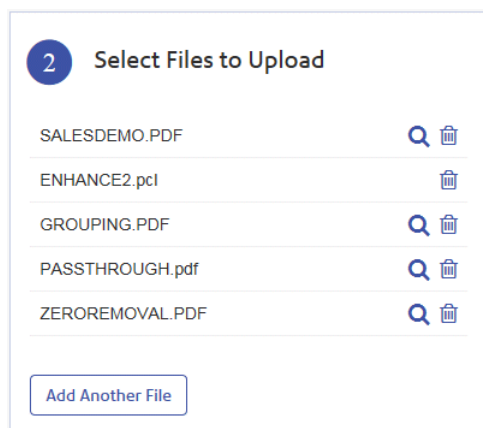 2 Select Files to Upload
SALESDEMO.PDF
ENHANCE2.pcl
GROUPING.PDF
PASSTHROUGH.pdf
ZEROREMOVAL.PDF
Add Another File